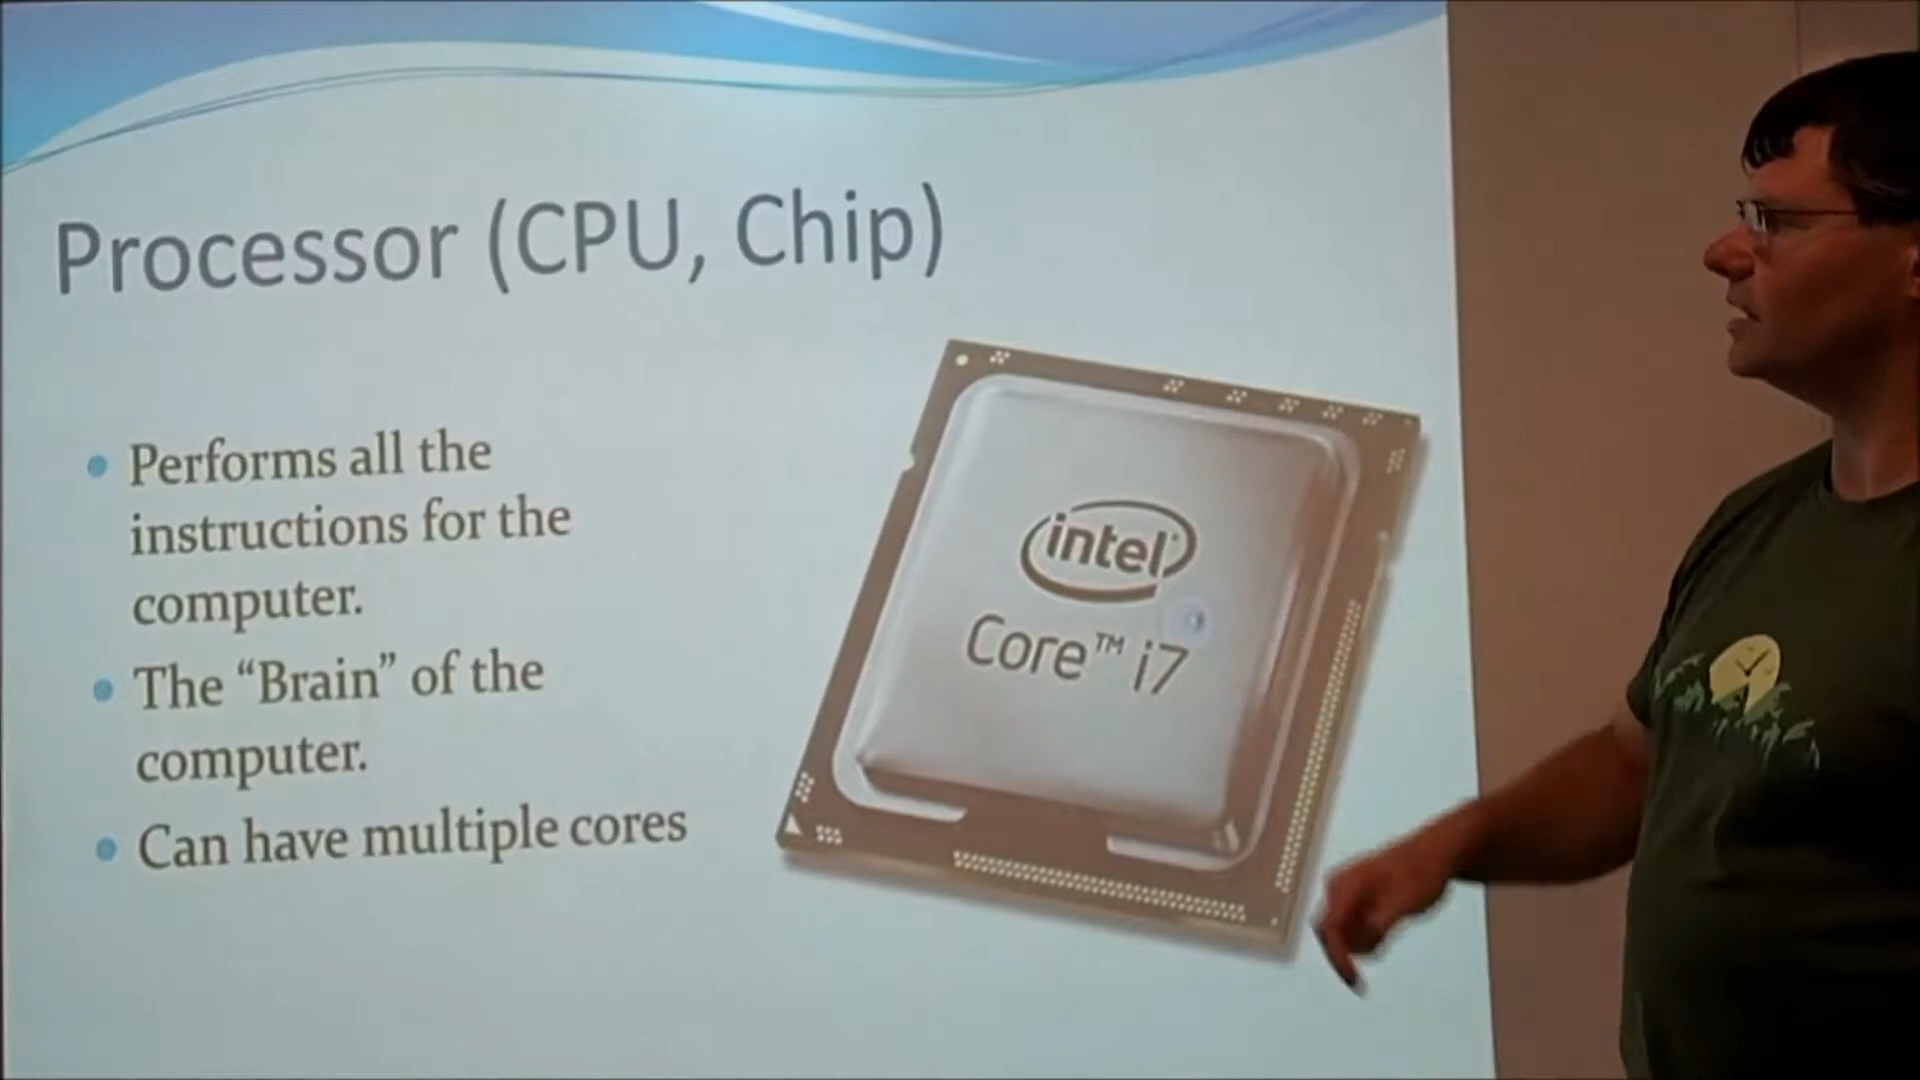 Processor (CPU, Chip)
Performs all the
instructions for the
computer.
The “Brain” of the
computer.
Can have multiple cores
intel
Core™ i7